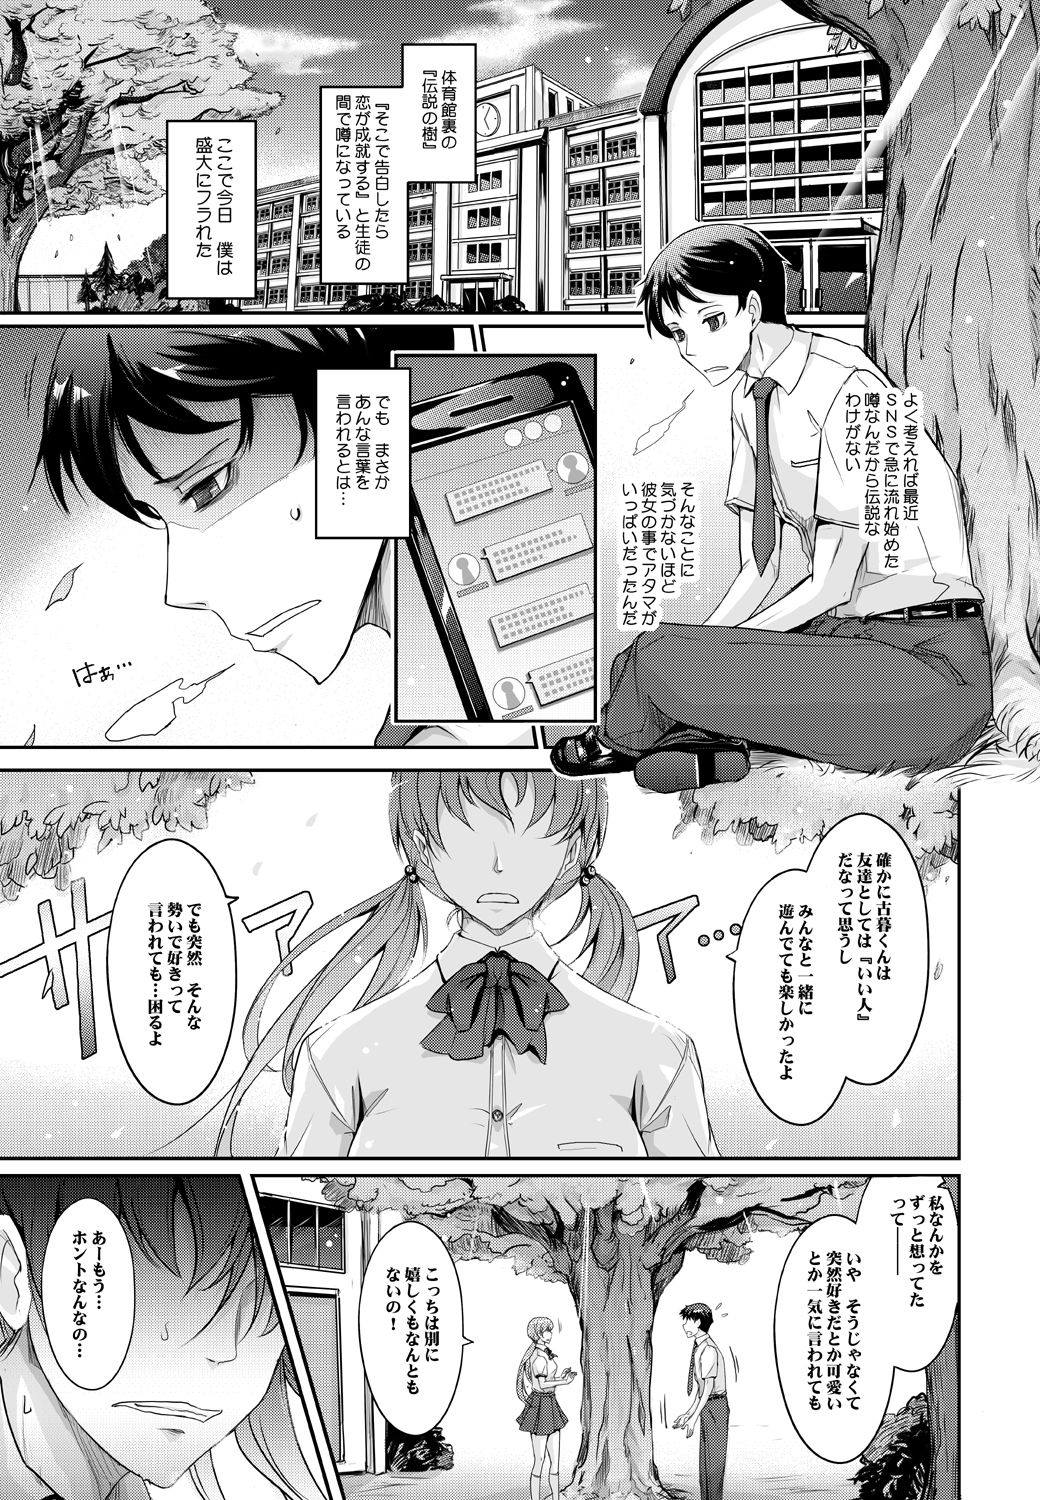 体育館裏の
『伝説の樹』
『そこで告白したら
恋が成就する』と生徒の
間で噂になっている
ここで今日　僕は
盛大にフラれた
よく考えれば最近
ＳＮＳで急に流れ始めた
噂なんだから伝説な
わけがない
そんなことに
気づかないほど
彼女の事でアタマが
いっぱいだったんだ
でも　まさか
あんな言葉を
言われるとは…
はぁ…
確かに古暮くんは
友達としては『いい人』
だなって思うし
みんなと一緒に
遊んでても楽しかったよ
サァァ…
でも突然　そんな
勢いで好きって
言われても…困るよ
私なんかを
ずっと想ってた
って――
いや　そうじゃなくて
突然好きだとか可愛い
とか一気に言われても
こっちは別に
嬉しくもなんとも
ないの！
あーもう…
ホントなんなの…